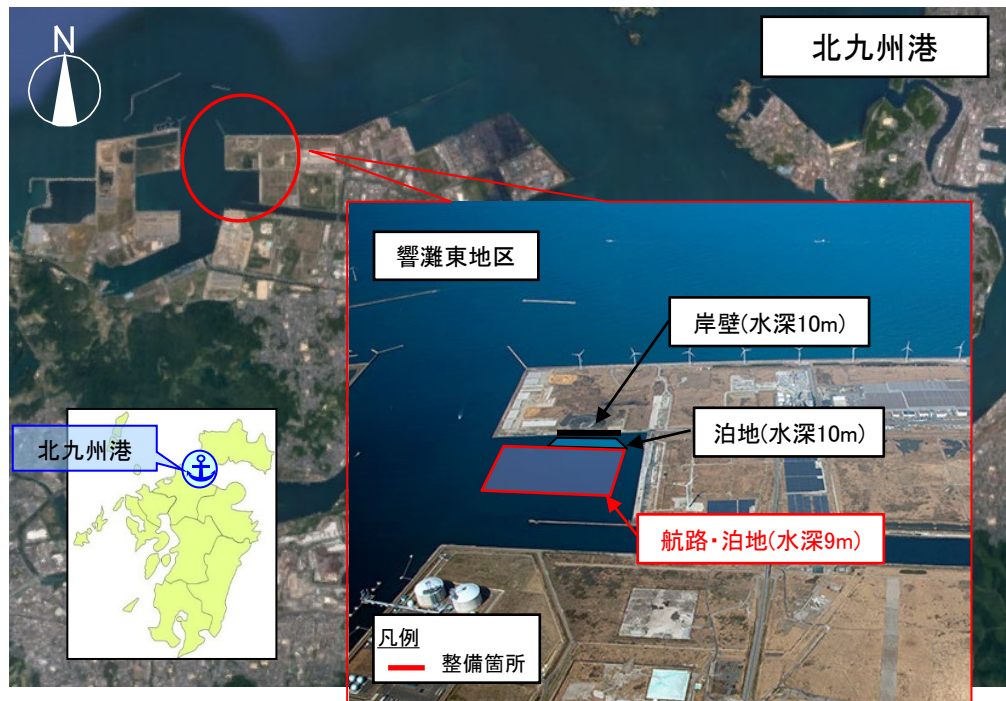 N
北九州港
響灘東地区
岸壁(水深10m)
泊地(水深10m)
北九州港
航路・泊地(水深9m)
凡例
整備箇所